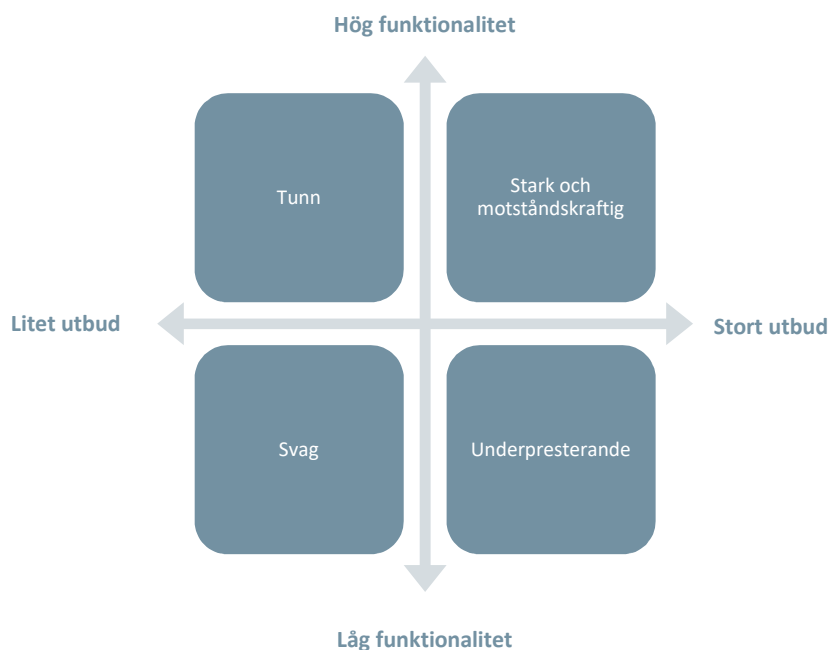 Hög funktionalitet
Tunn
Stark och
motståndskraftig
Litet utbud
Stort utbud
Svag
Underpresterande
Låg funktionalitet